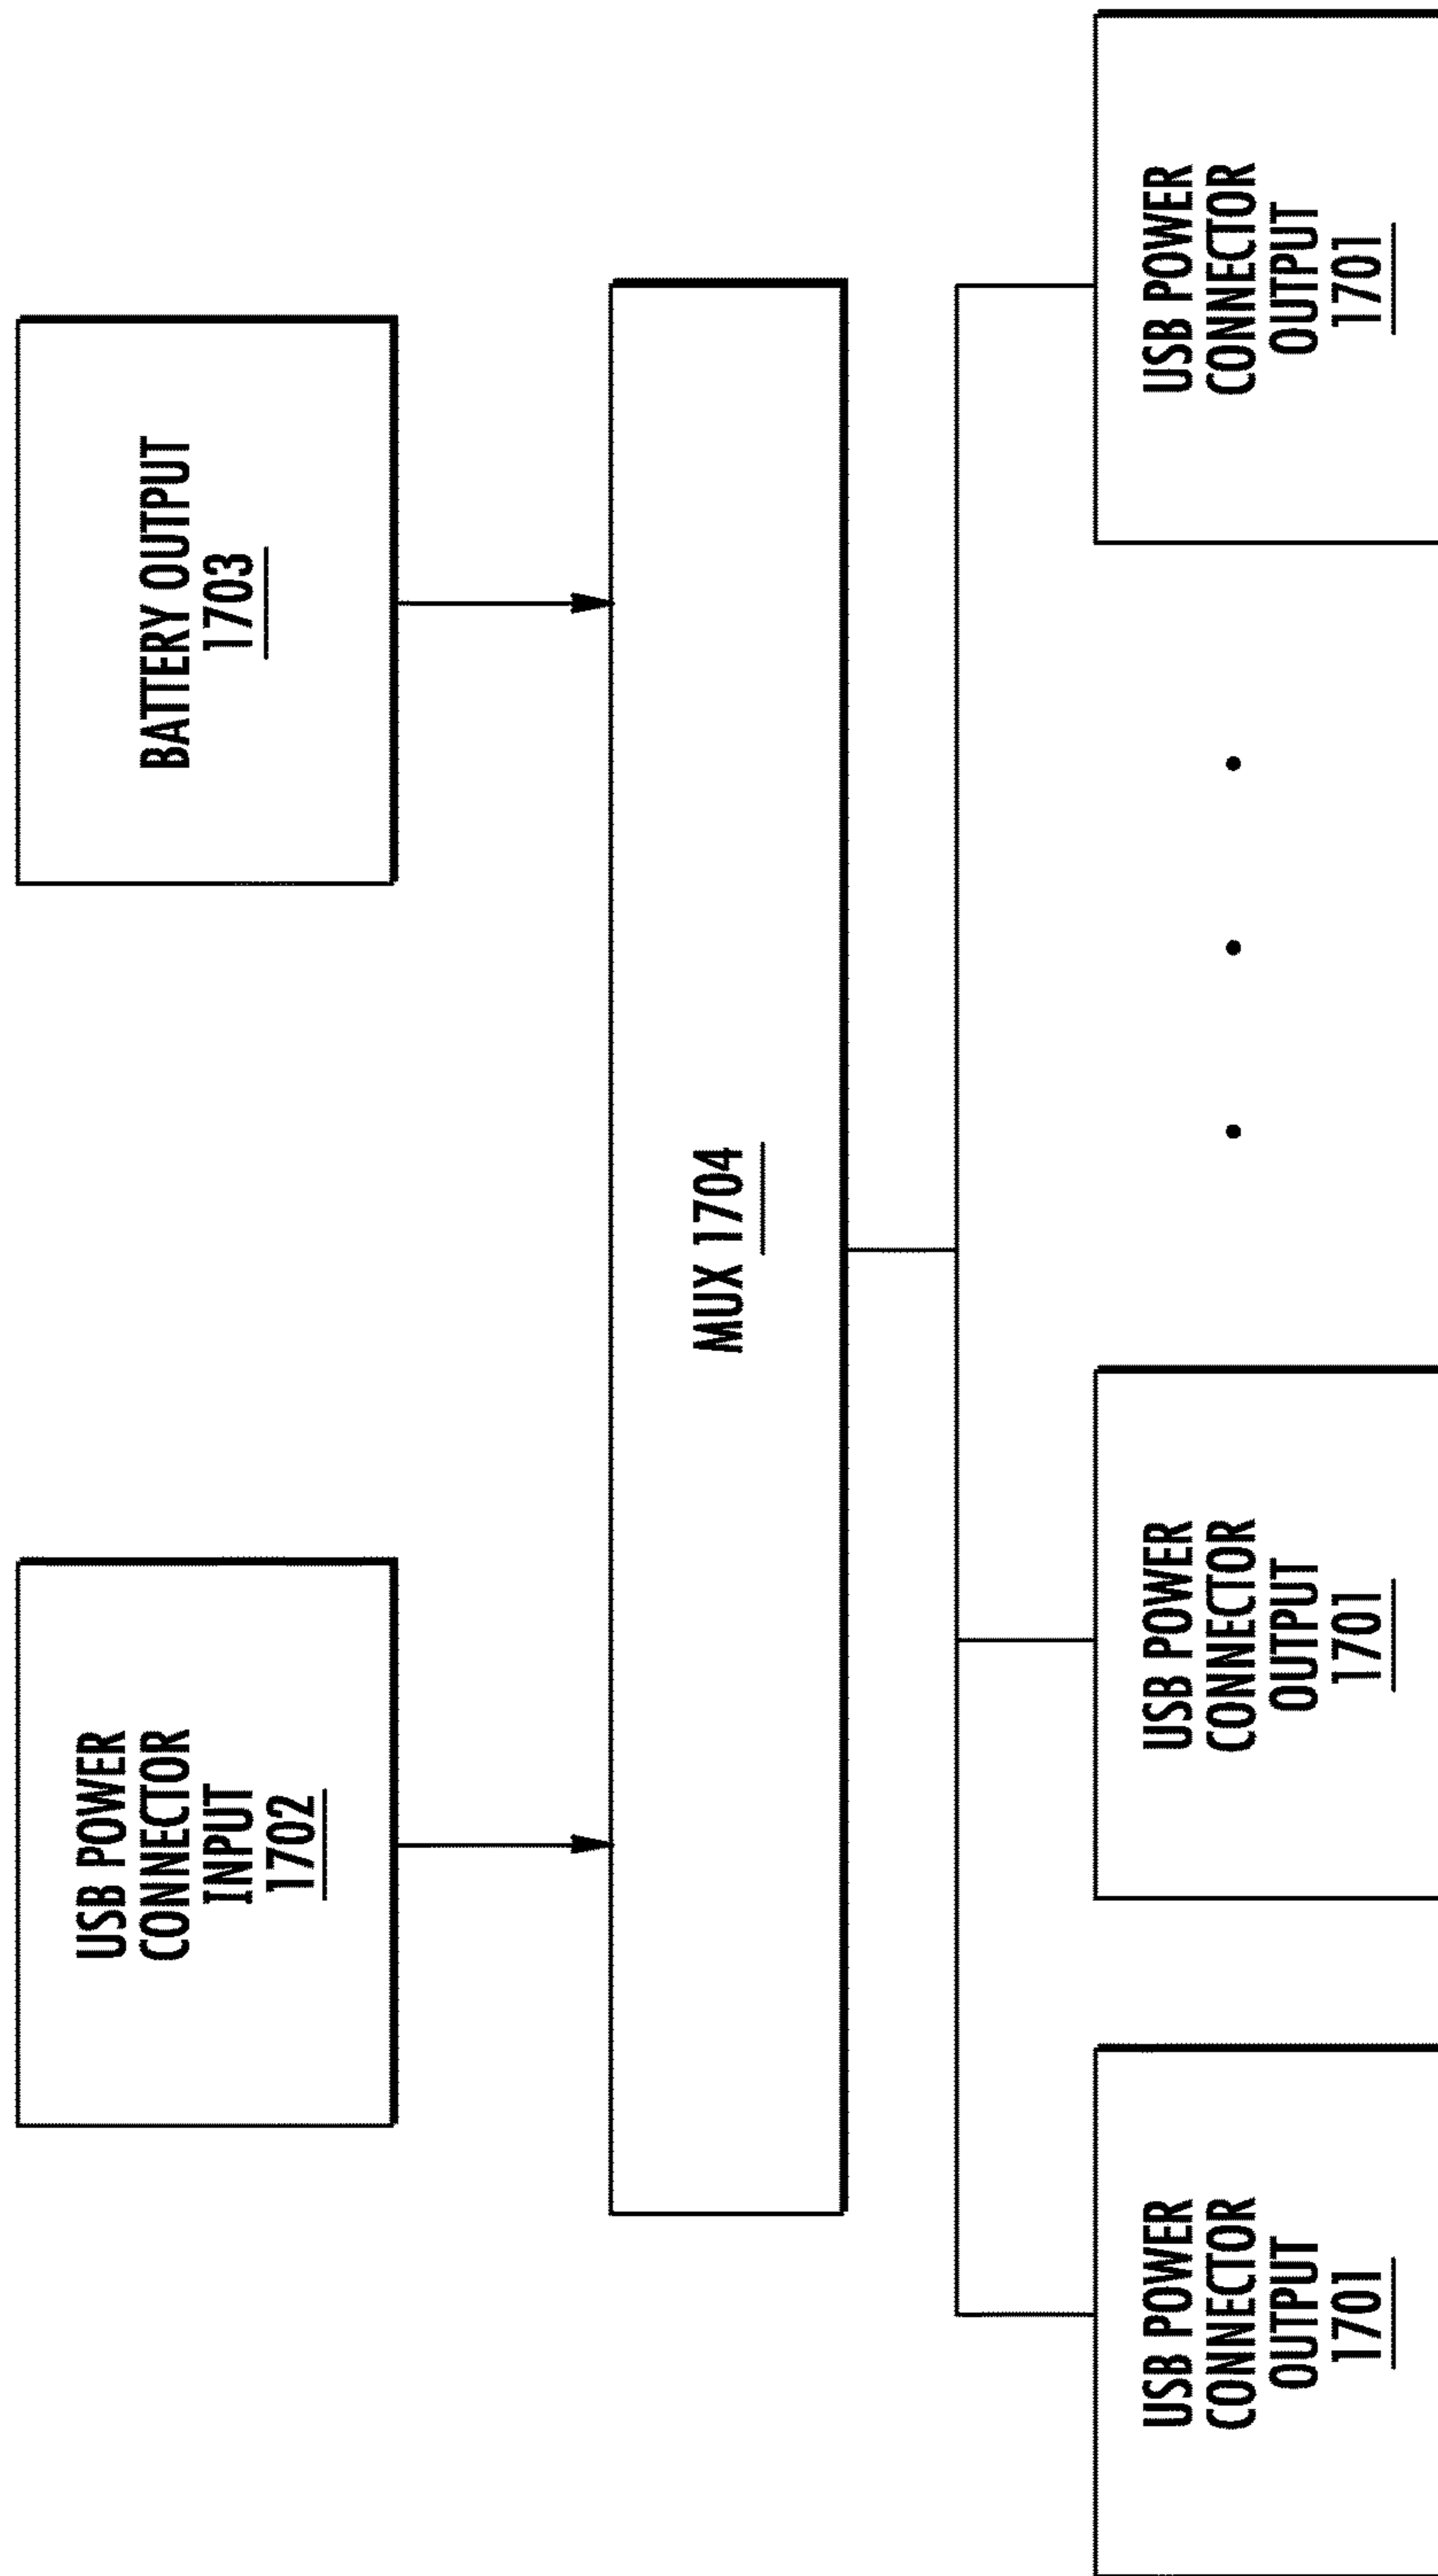 USB POWER
CONNECTOR
INPUT
1702
BATTERY OUTPUT
1703
MUX 1704
USB POWER
CONNECTOR
OUTPUT
1701
USB POWER
CONNECTOR
OUTPUT
1701
USB POWER
CONNECTOR
OUTPUT
1701